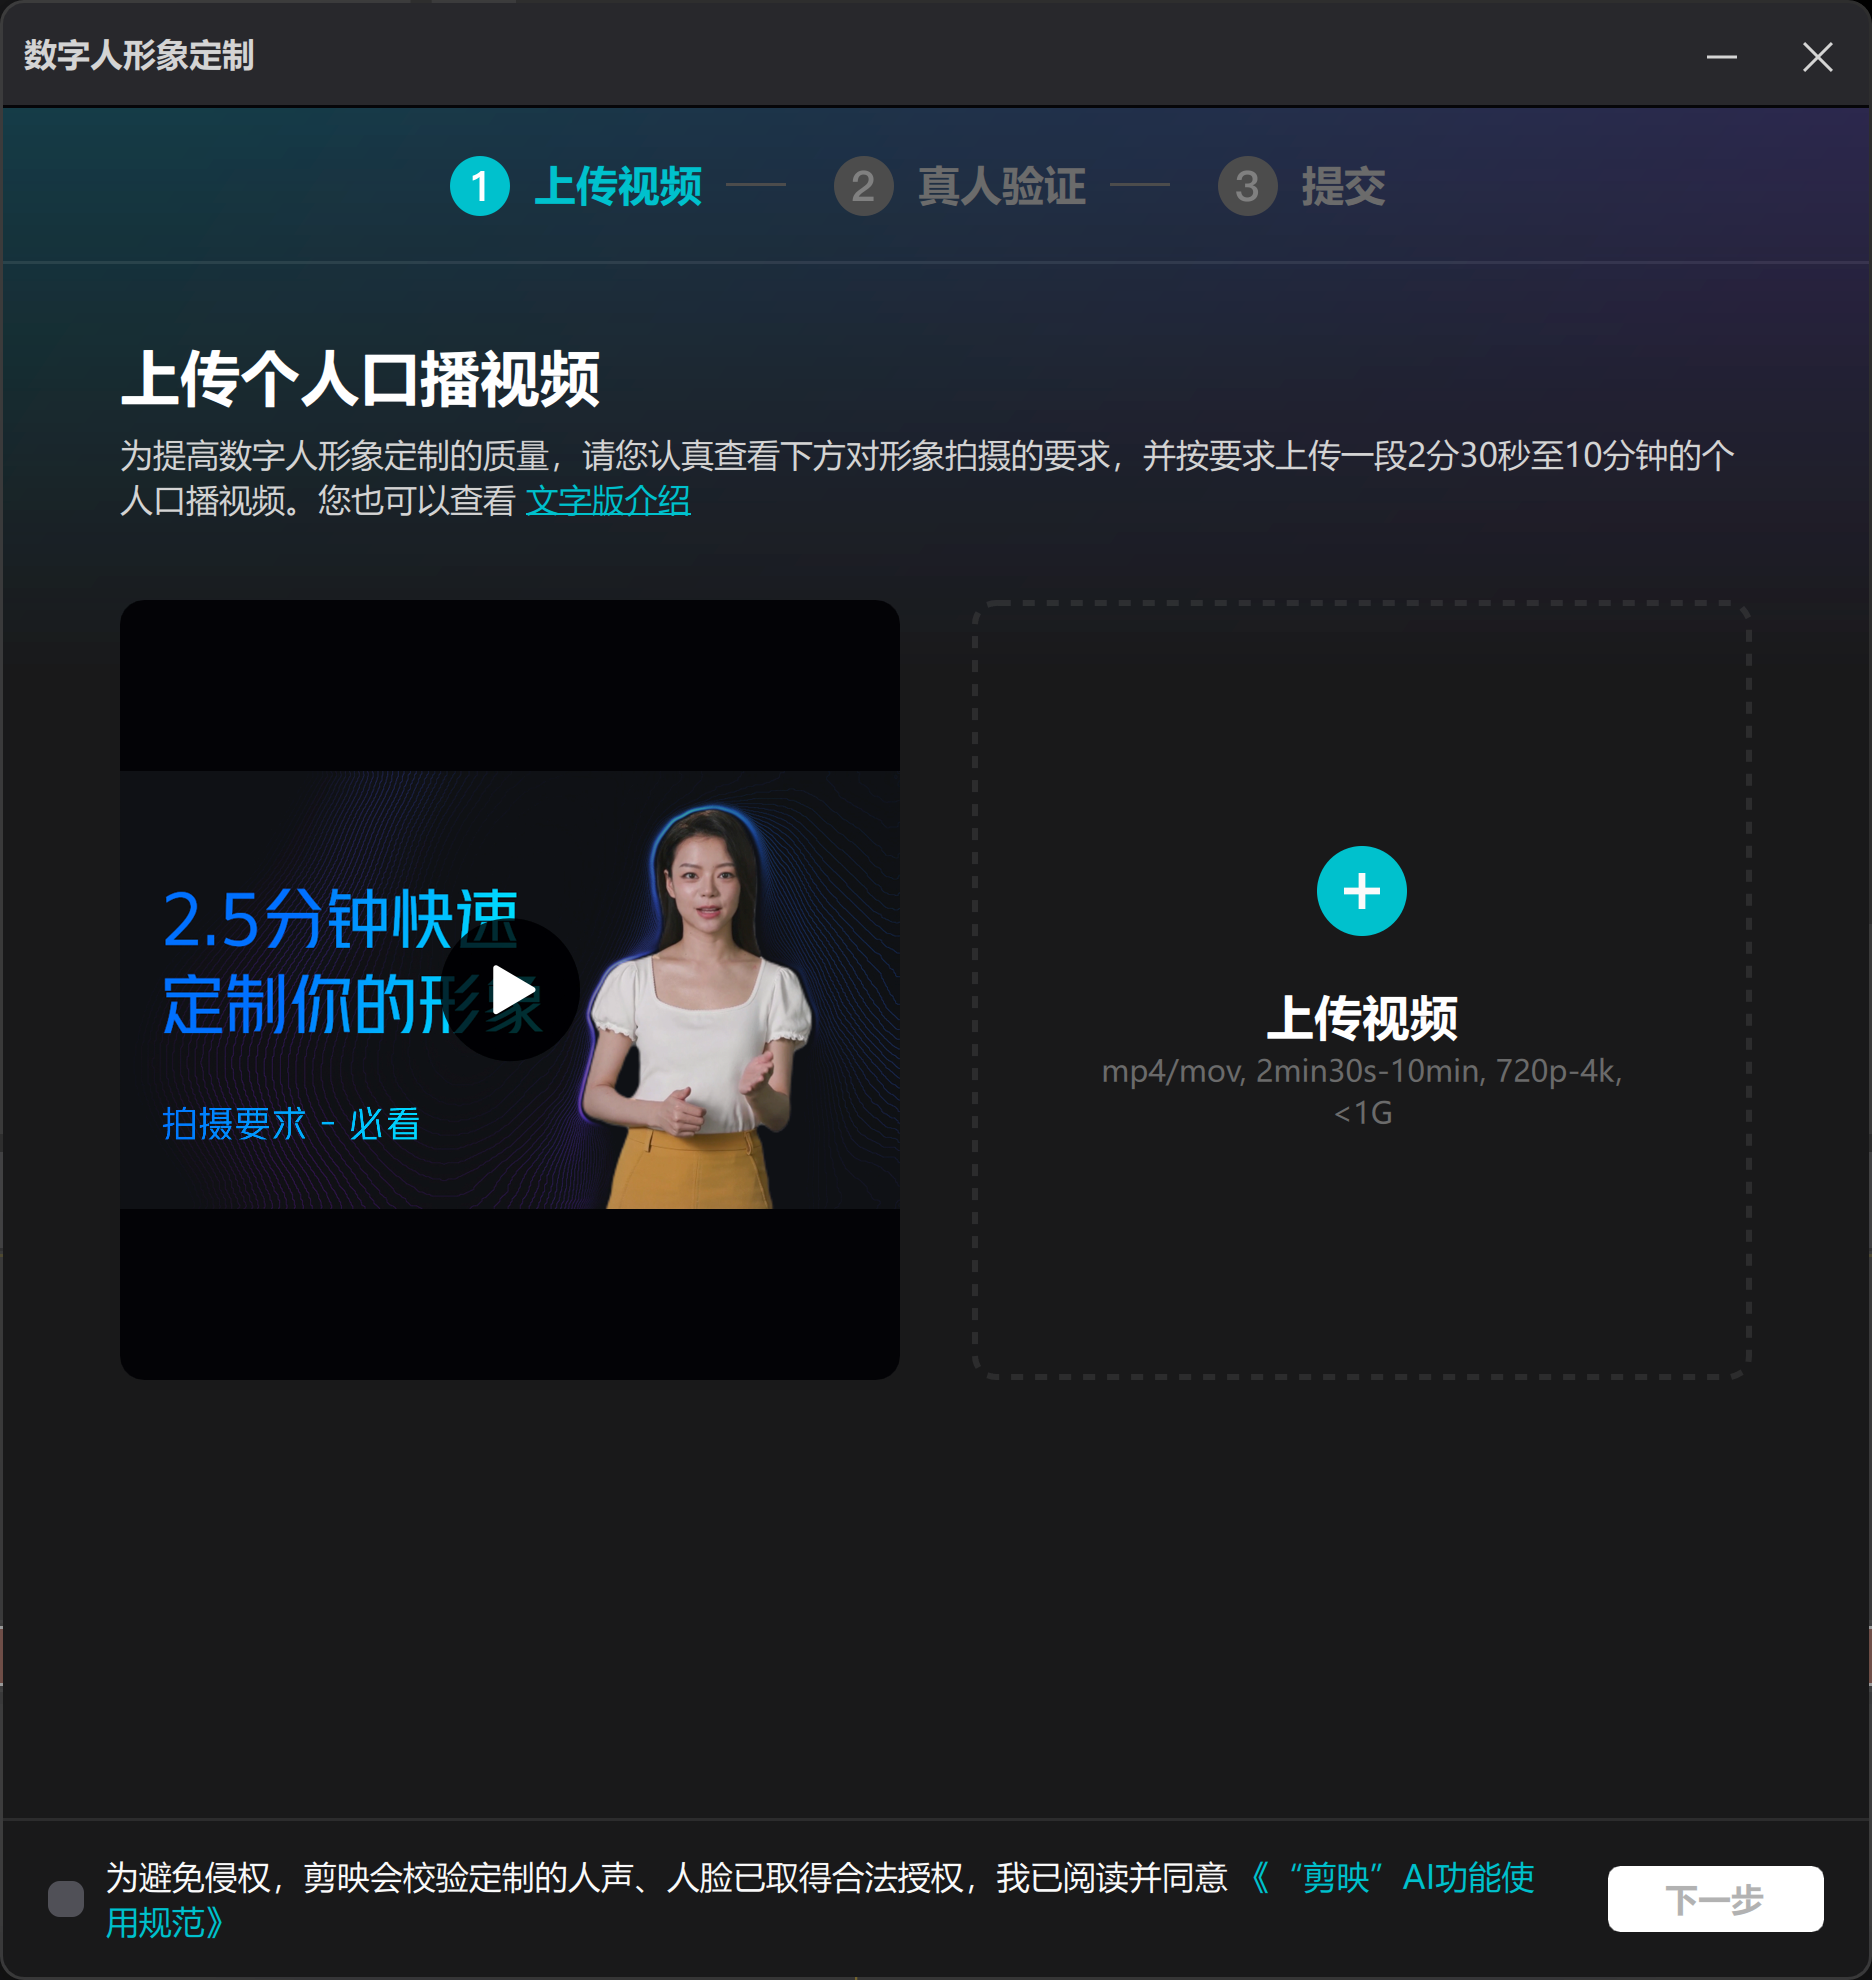 数字人形象定制
1 上传视频 2 真人验证 3 提交
上传个人口播视频
为提高数字人形象定制的质量，请您认真查看下方对形象拍摄的要求，并按要求上传一段2分30秒至10分钟的个
人口播视频。您也可以查看 文字版介绍
2.5分钟快速
定制你的形象
拍摄要求 - 必看
上传视频
mp4/mov, 2min30s-10min, 720p-4k,
<1G
为避免侵权，剪映会校验定制的人声、人脸已取得合法授权，我已阅读并同意《“剪映”AI功能使
用规范》
下一步